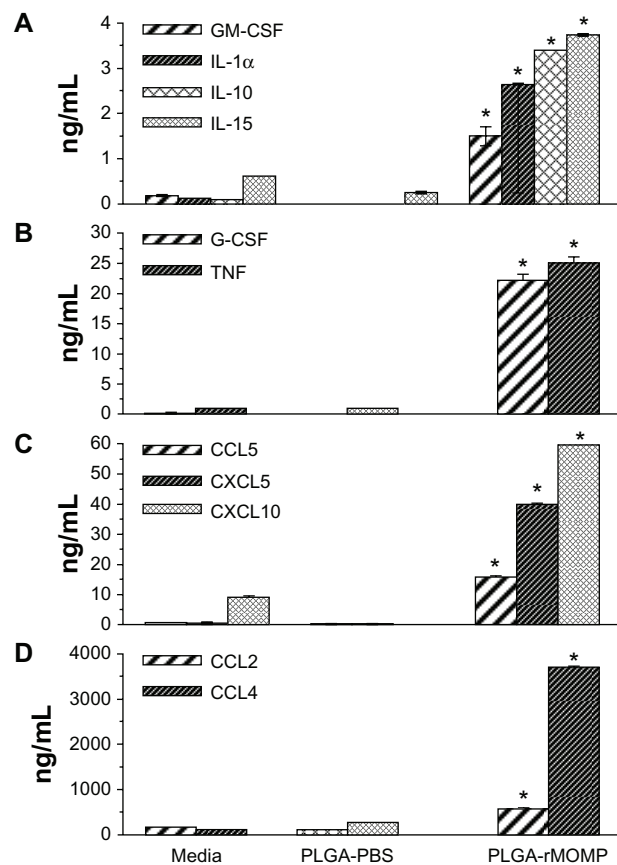 A
4
3
2
1
0
ng/mL
GM-CSF
IL-1α
IL-10
IL-15
*
*
*
*
B
30
25
20
15
10
5
0
ng/mL
G-CSF
TNF
*
*
C
60
50
40
30
20
10
0
ng/mL
CCL5
CXCL5
CXCL10
*
*
*
D
4000
3000
2000
1000
0
ng/mL
CCL2
CCL4
*
*
Media
PLGA-PBS
PLGA-rMOMP